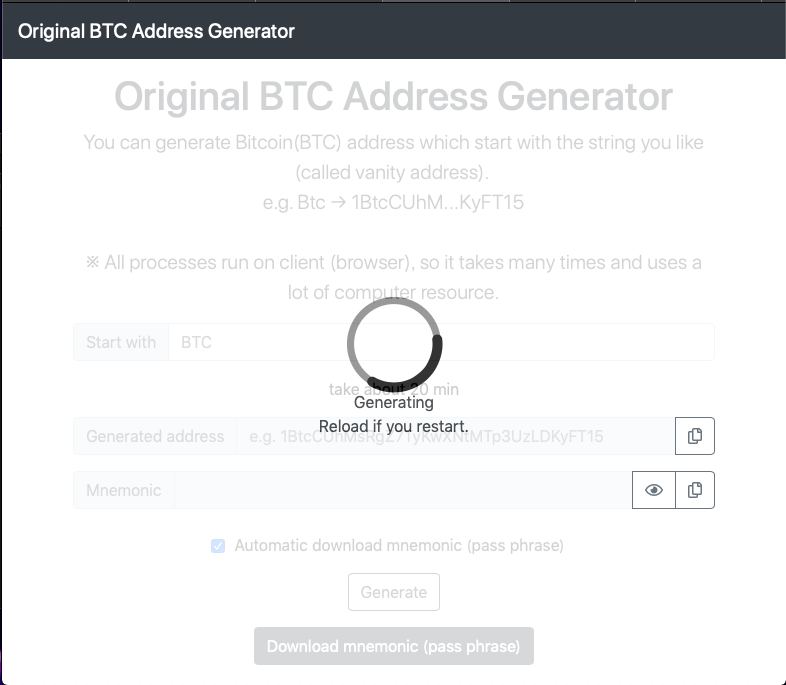 Original BTC Address Generator
Original BTC Address Generator
You can generate Bitcoin(BTC) address which start with the string you like
(called vanity address).
e.g. Btc → 1BtcCUhM...KyFT15
※ All processes run on client (browser), so it takes many times and uses a
lot of computer resource.
Start with BTC
take about 20 min
Generating
Reload if you restart.
Generated address e.g. 1BtcCUhMsRgZ7TyKwXNtMTp3UzLDKyFT15
Mnemonic
Automatic download mnemonic (pass phrase)
Generate
Download mnemonic (pass phrase)